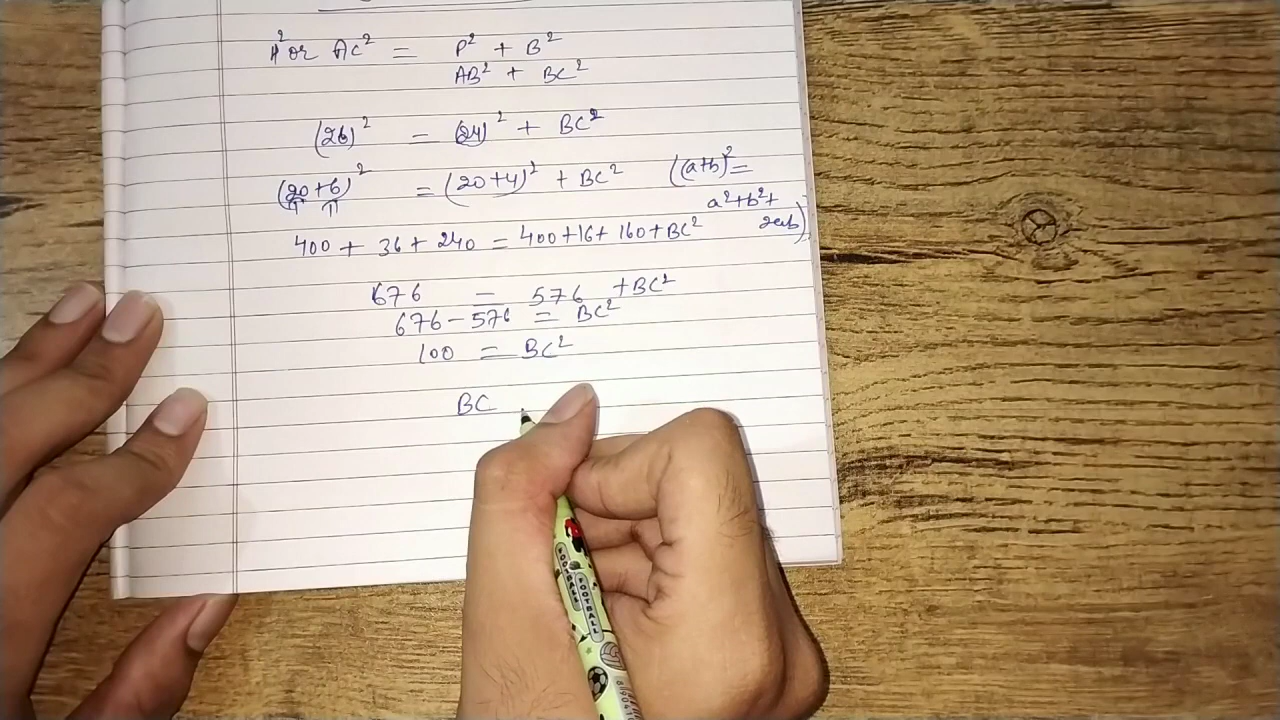 H² or AC² = P² + B²
AB² + BC²
(26)² = (24)² + BC²
(20+6)² = (20+4)² + BC² ((a+b)² =
a²+b²+
2ab)
400 + 36 + 240 = 400+16+160+BC²
676 = 576 +BC²
676 - 576 = BC²
100 = BC²
BC
FOOTBALL
FOOTBALL